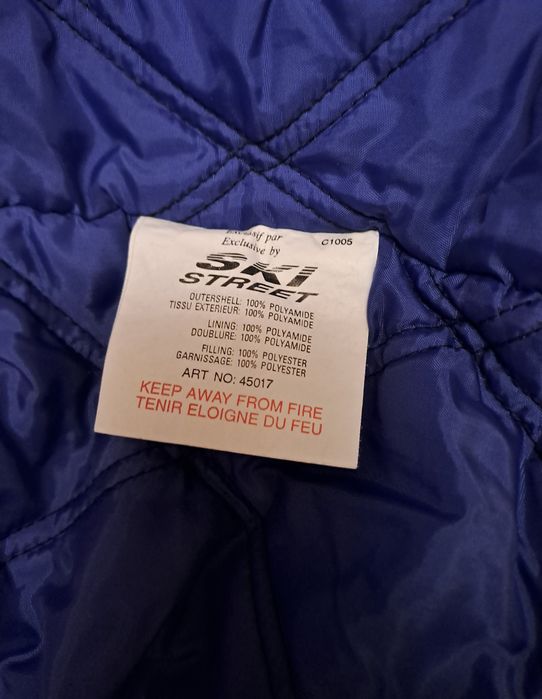 Exclusif par
Exclusive by
C1005
SKI
STREET
OUTERSHELL: 100% POLYAMIDE
TISSU EXTERIEUR: 100% POLYAMIDE
LINING: 100% POLYAMIDE
DOUBLURE: 100% POLYAMIDE
FILLING: 100% POLYESTER
GARNISSAGE: 100% POLYESTER
ART NO: 45017
KEEP AWAY FROM FIRE
TENIR ELOIGNE DU FEU